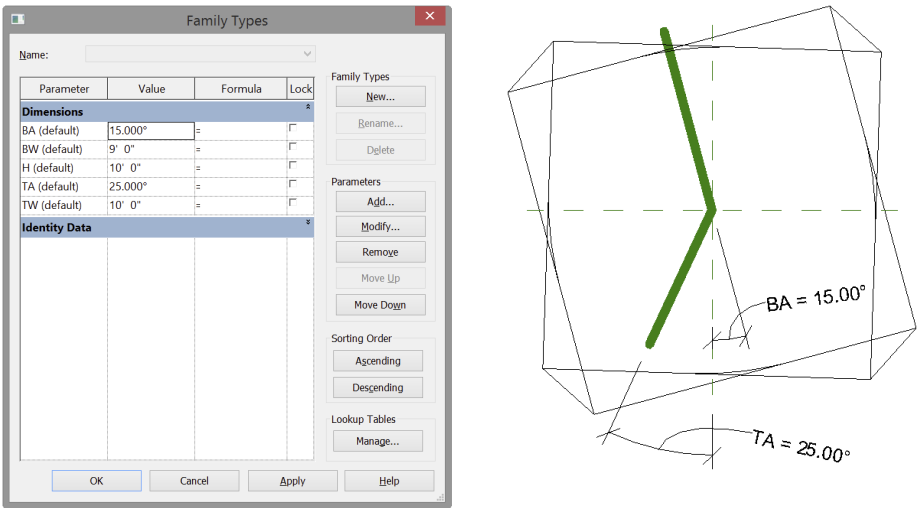 Family Types
Name:
Parameter Value Formula Lock
Dimensions
BA (default) 15.000° =
BW (default) 9' 0" =
H (default) 10' 0" =
TA (default) 25.000° =
TW (default) 10' 0" =
Identity Data
Family Types
New...
Rename...
Delete
Parameters
Add...
Modify...
Remove
Move Up
Move Down
Sorting Order
Ascending
Descending
Lookup Tables
Manage...
OK Cancel Apply Help
BA = 15.00°
TA = 25.00°